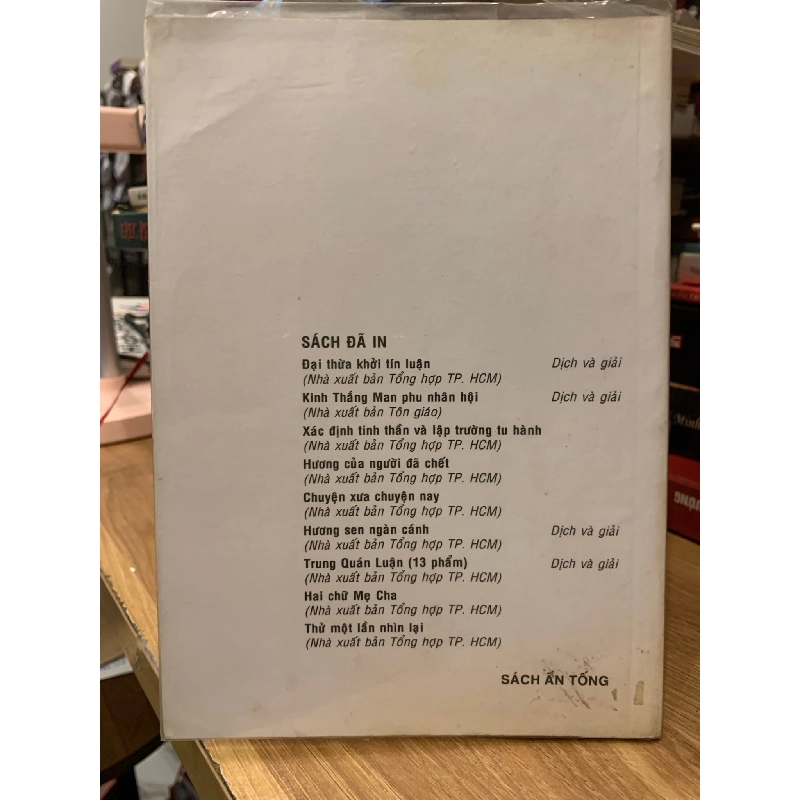 SÁCH ĐÃ IN
Đại thừa khởi tín luận Dịch và giải
(Nhà xuất bản Tổng hợp TP. HCM)
Kinh Thắng Man phu nhân hội Dịch và giải
(Nhà xuất bản Tôn giáo)
Xác định tinh thần và lập trường tu hành
(Nhà xuất bản Tổng hợp TP. HCM)
Hương của người đã chết
(Nhà xuất bản Tổng hợp TP. HCM)
Chuyện xưa chuyện nay
(Nhà xuất bản Tổng hợp TP. HCM)
Hương sen ngàn cánh Dịch và giải
(Nhà xuất bản Tổng hợp TP. HCM)
Trung Quán Luận (13 phẩm) Dịch và giải
(Nhà xuất bản Tổng hợp TP. HCM)
Hai chữ Mẹ Cha
(Nhà xuất bản Tổng hợp TP. HCM)
Thử một lần nhìn lại
(Nhà xuất bản Tổng hợp TP. HCM)
SÁCH ẤN TỐNG
Minh